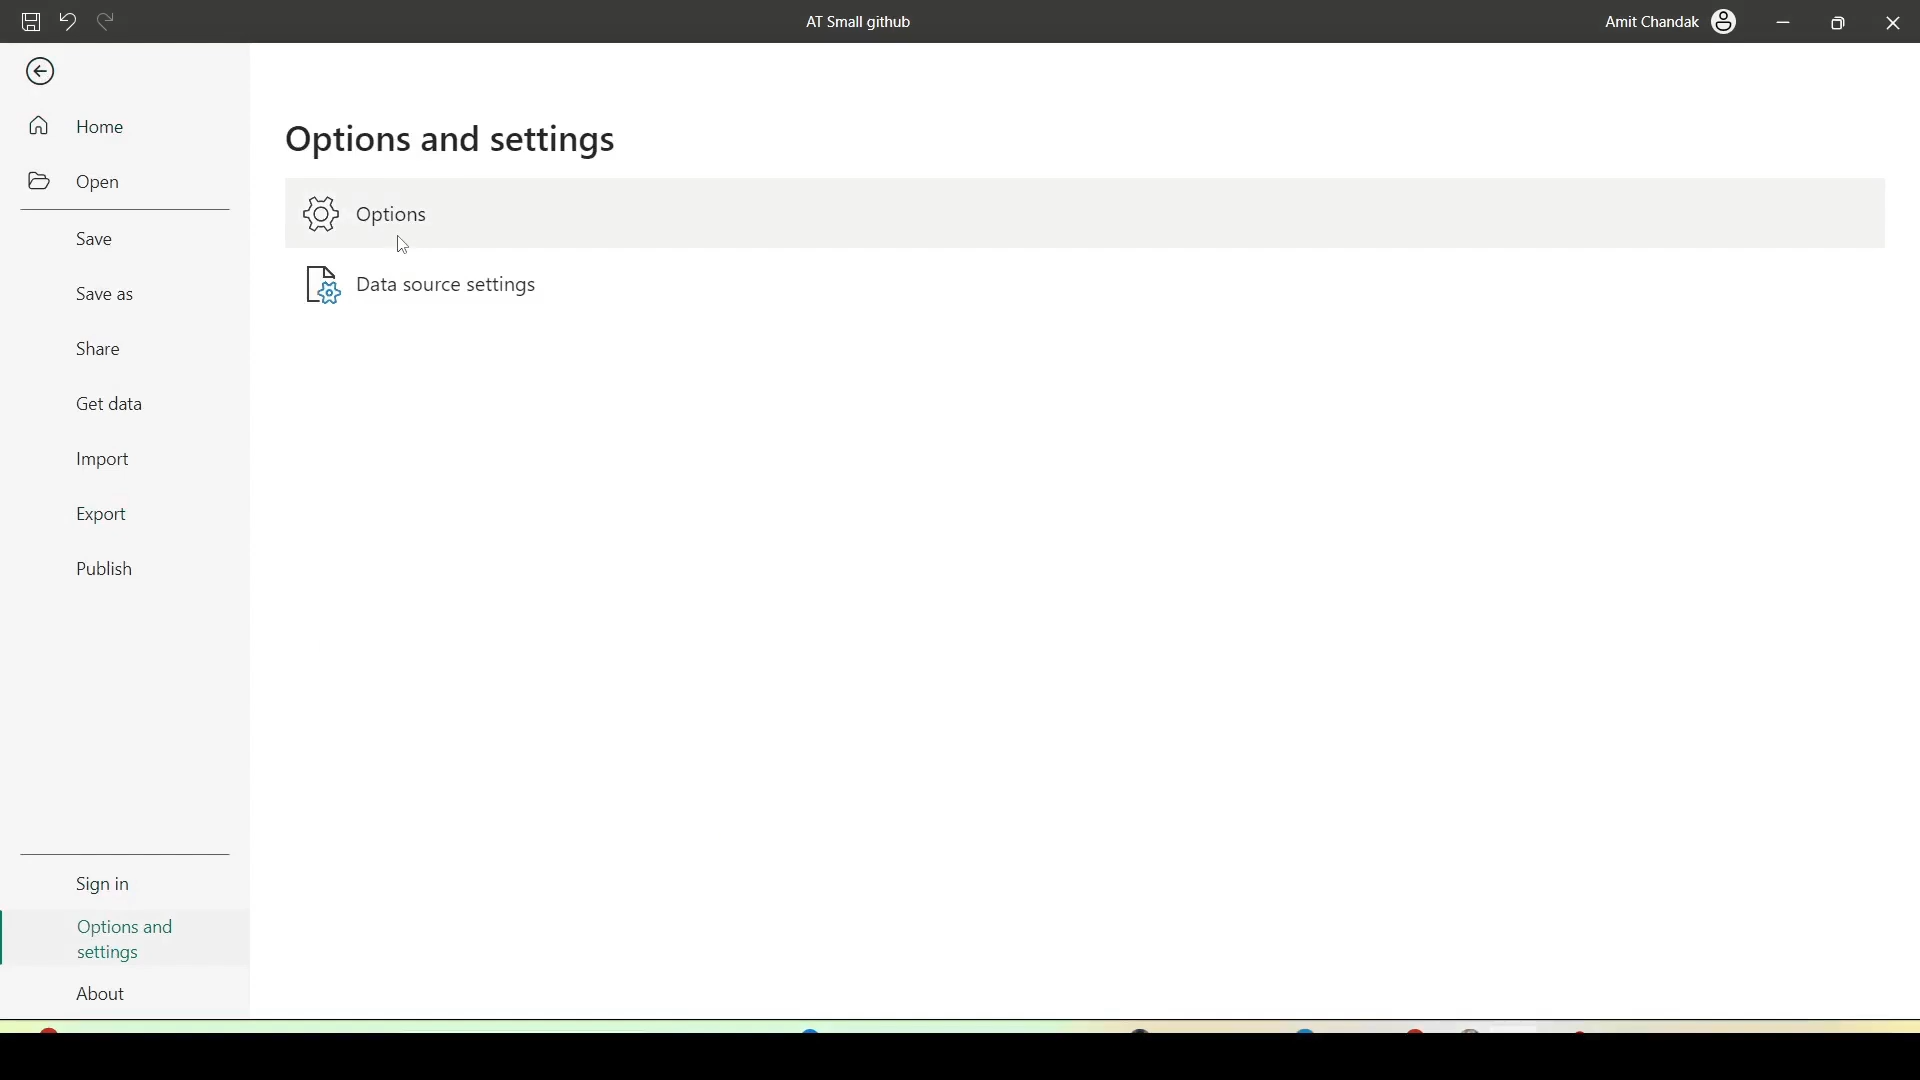 AT Small github
Amit Chandak
Home
Open
Save
Save as
Share
Get data
Import
Export
Publish
Sign in
Options and
settings
About
Options and settings
Options
Data source settings